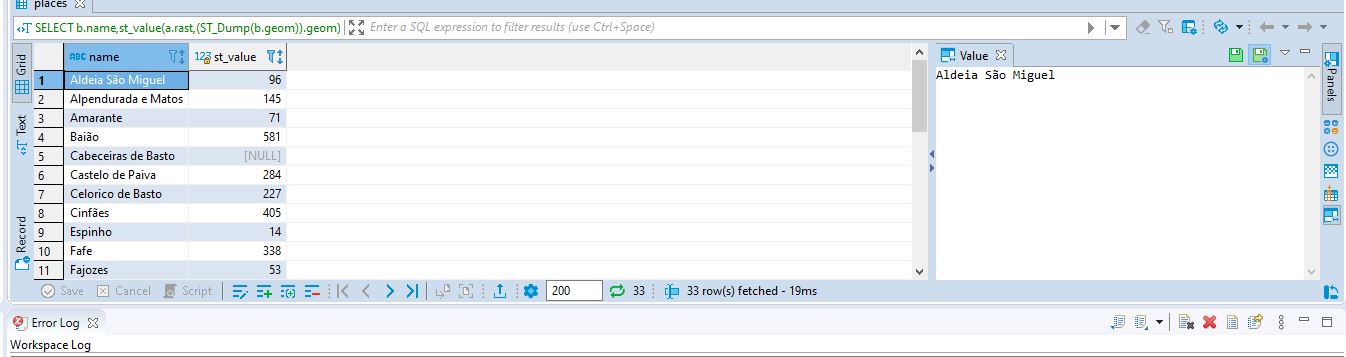 places
SELECT b.name,st_value(a.rast,(ST_Dump(b.geom)).geom) Enter a SQL expression to filter results (use Ctrl+Space)
Grid
Text
Record
ABC name 123 st_value
1 Aldeia São Miguel 96
2 Alpendurada e Matos 145
3 Amarante 71
4 Baião 581
5 Cabeceiras de Basto [NULL]
6 Castelo de Paiva 284
7 Celorico de Basto 227
8 Cinfães 405
9 Espinho 14
10 Fafe 338
11 Fajozes 53
Value
Aldeia São Miguel
Panels
Save Cancel Script 200 33 33 row(s) fetched - 19ms
Error Log
Workspace Log